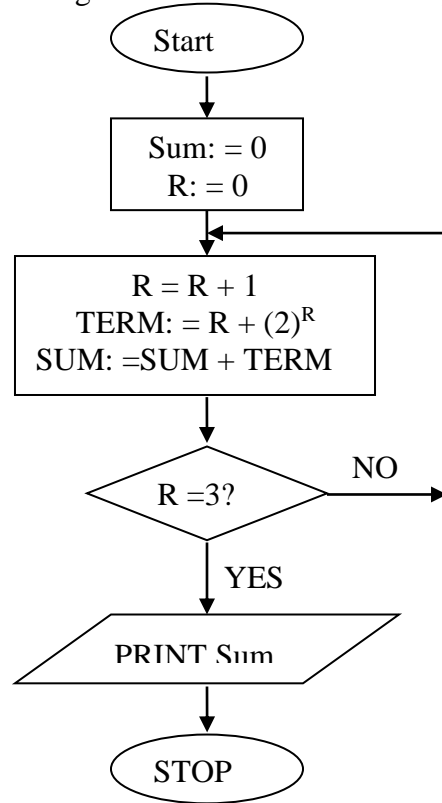 Start
Sum: = 0
R: = 0
R = R + 1
TERM: = R + (2)^R
SUM: =SUM + TERM
R =3?
NO
YES
PRINT Sum
STOP